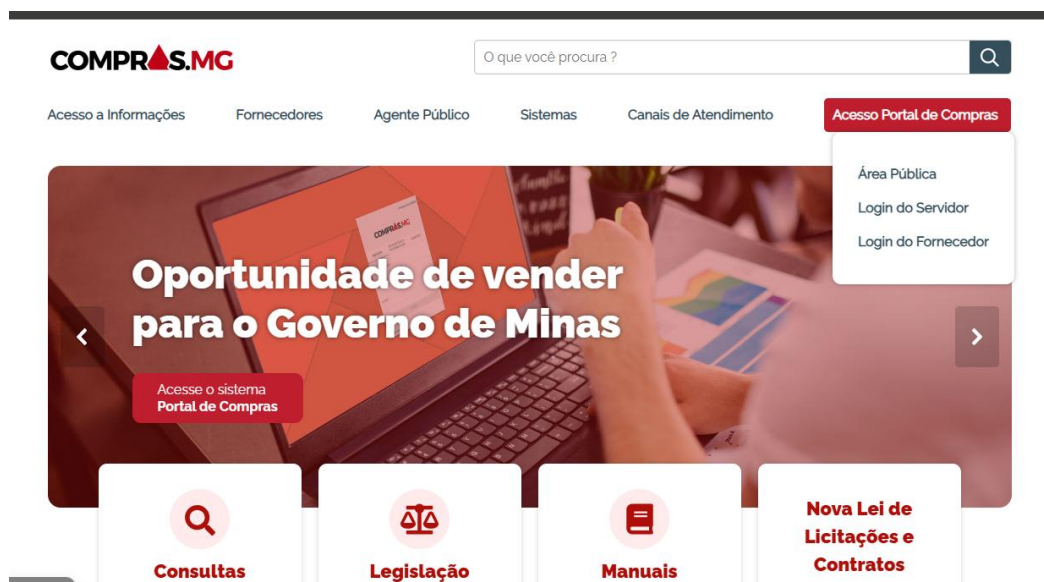 COMPRAS.MG
O que você procura ?
Acesso a Informações
Fornecedores
Agente Público
Sistemas
Canais de Atendimento
Acesso Portal de Compras
Área Pública
Login do Servidor
Login do Fornecedor
COMPRAS.MG
Oportunidade de vender
para o Governo de Minas
Acesse o sistema
Portal de Compras
Consultas
Legislação
Manuais
Nova Lei de
Licitações e
Contratos